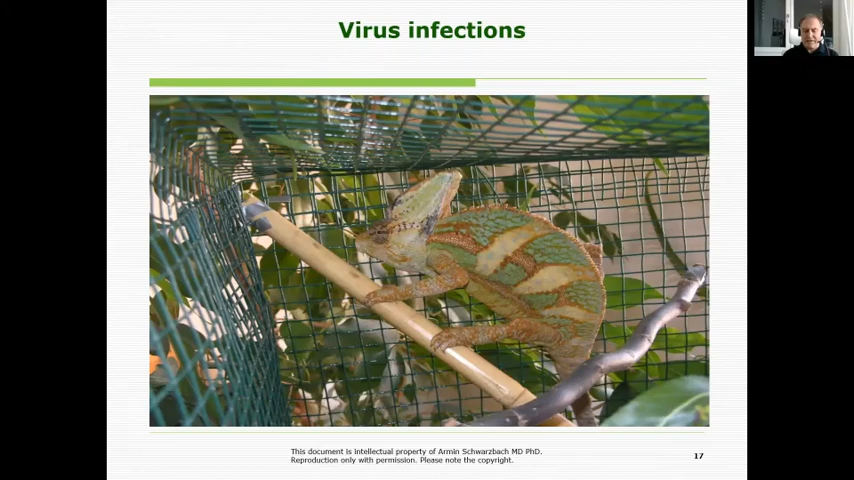 Virus infections
This document is intellectual property of Armin Schwarzbach MD PhD.
Reproduction only with permission. Please note the copyright.
17